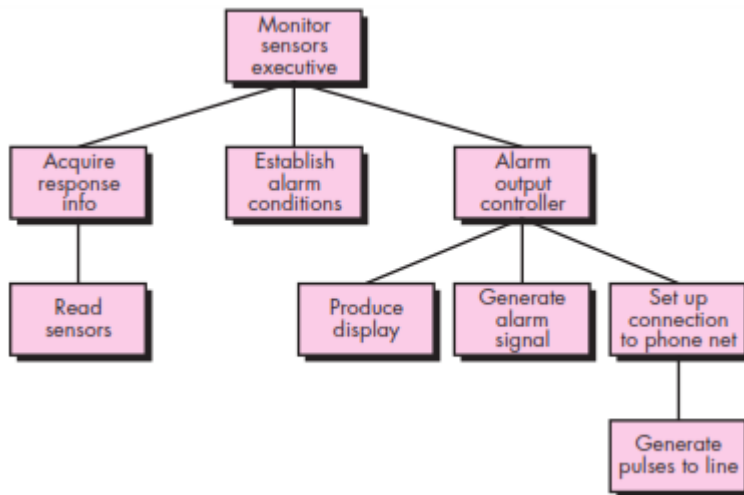 Monitor
sensors
executive
Acquire
response
info
Establish
alarm
conditions
Alarm
output
controller
Read
sensors
Produce
display
Generate
alarm
signal
Set up
connection
to phone net
Generate
pulses to line